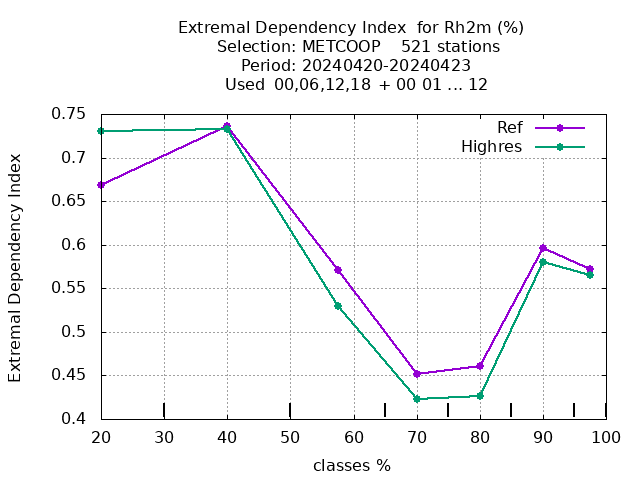 Extremal Dependency Index  for Rh2m (%)
Selection: METCOOP    521 stations
Period: 20240420-20240423
Used  00,06,12,18  + 00 01 ... 12
Ref
Highres
Extremal Dependency Index
0.75
0.7
0.65
0.6
0.55
0.5
0.45
0.4
20 30 40 50 60 70 80 90 100
classes %